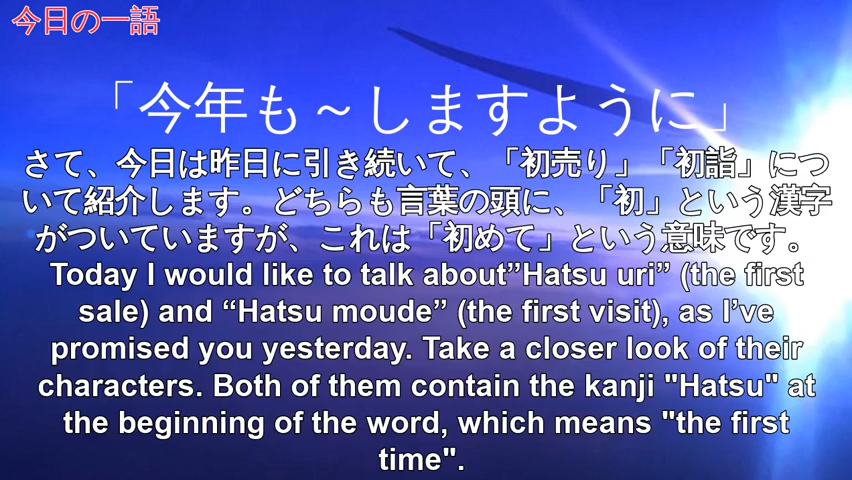 今日の一語
「今年も～しますように」
さて、今日は昨日に引き続いて、「初売り」「初詣」につ
いて紹介します。どちらも言葉の頭に、「初」という漢字
がついていますが、これは「初めて」という意味です。
Today I would like to talk about”Hatsu uri” (the first
sale) and “Hatsu moude” (the first visit), as I’ve
promised you yesterday. Take a closer look of their
characters. Both of them contain the kanji "Hatsu" at
the beginning of the word, which means "the first
time".